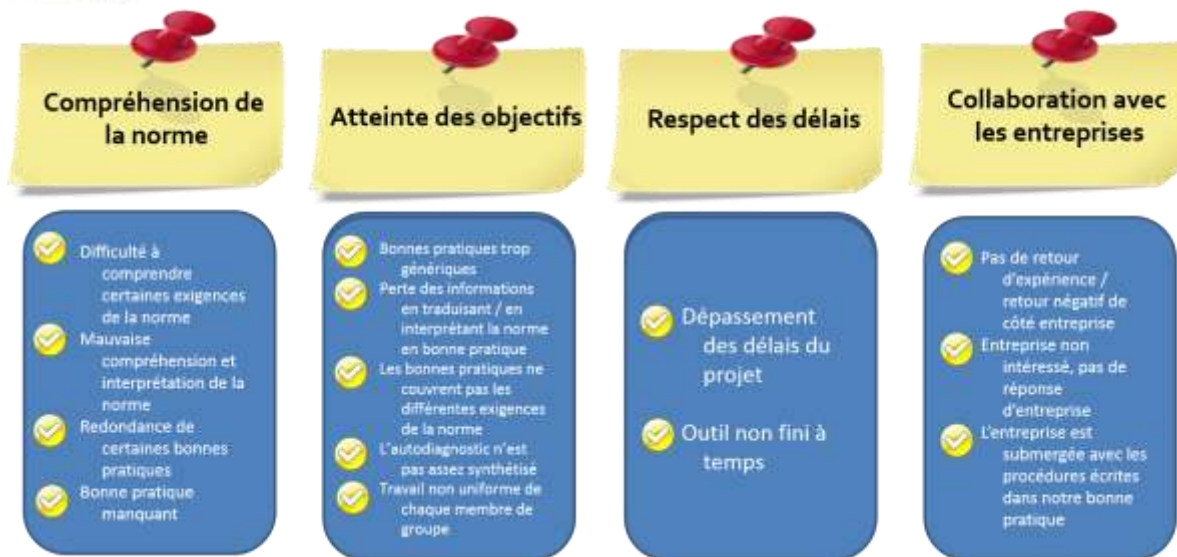 Compréhension de
la norme
Difficulté à
comprendre
certaines exigences
de la norme
Mauvaise
compréhension et
interprétation de la
norme
Redondance de
certaines bonnes
pratiques
Bonne pratique
manquant
Atteinte des objectifs
Bonnes pratiques trop
génériques
Perte des informations
en traduisant / en
interprétant la norme
en bonne pratique
Les bonnes pratiques ne
couvrent pas les
différentes exigences
de la norme
L'autodiagnostic n'est
pas assez synthétisé
Travail non uniforme de
chaque membre de
groupe
Respect des délais
Dépassement
des délais du
projet
Outil non fini à
temps
Collaboration avec
les entreprises
Pas de retour
d'expérience /
retour négatif de
côté entreprise
Entreprise non
intéressé, pas de
réponse
d'entreprise
L'entreprise est
submergée avec les
procédures écrites
dans notre bonne
pratique